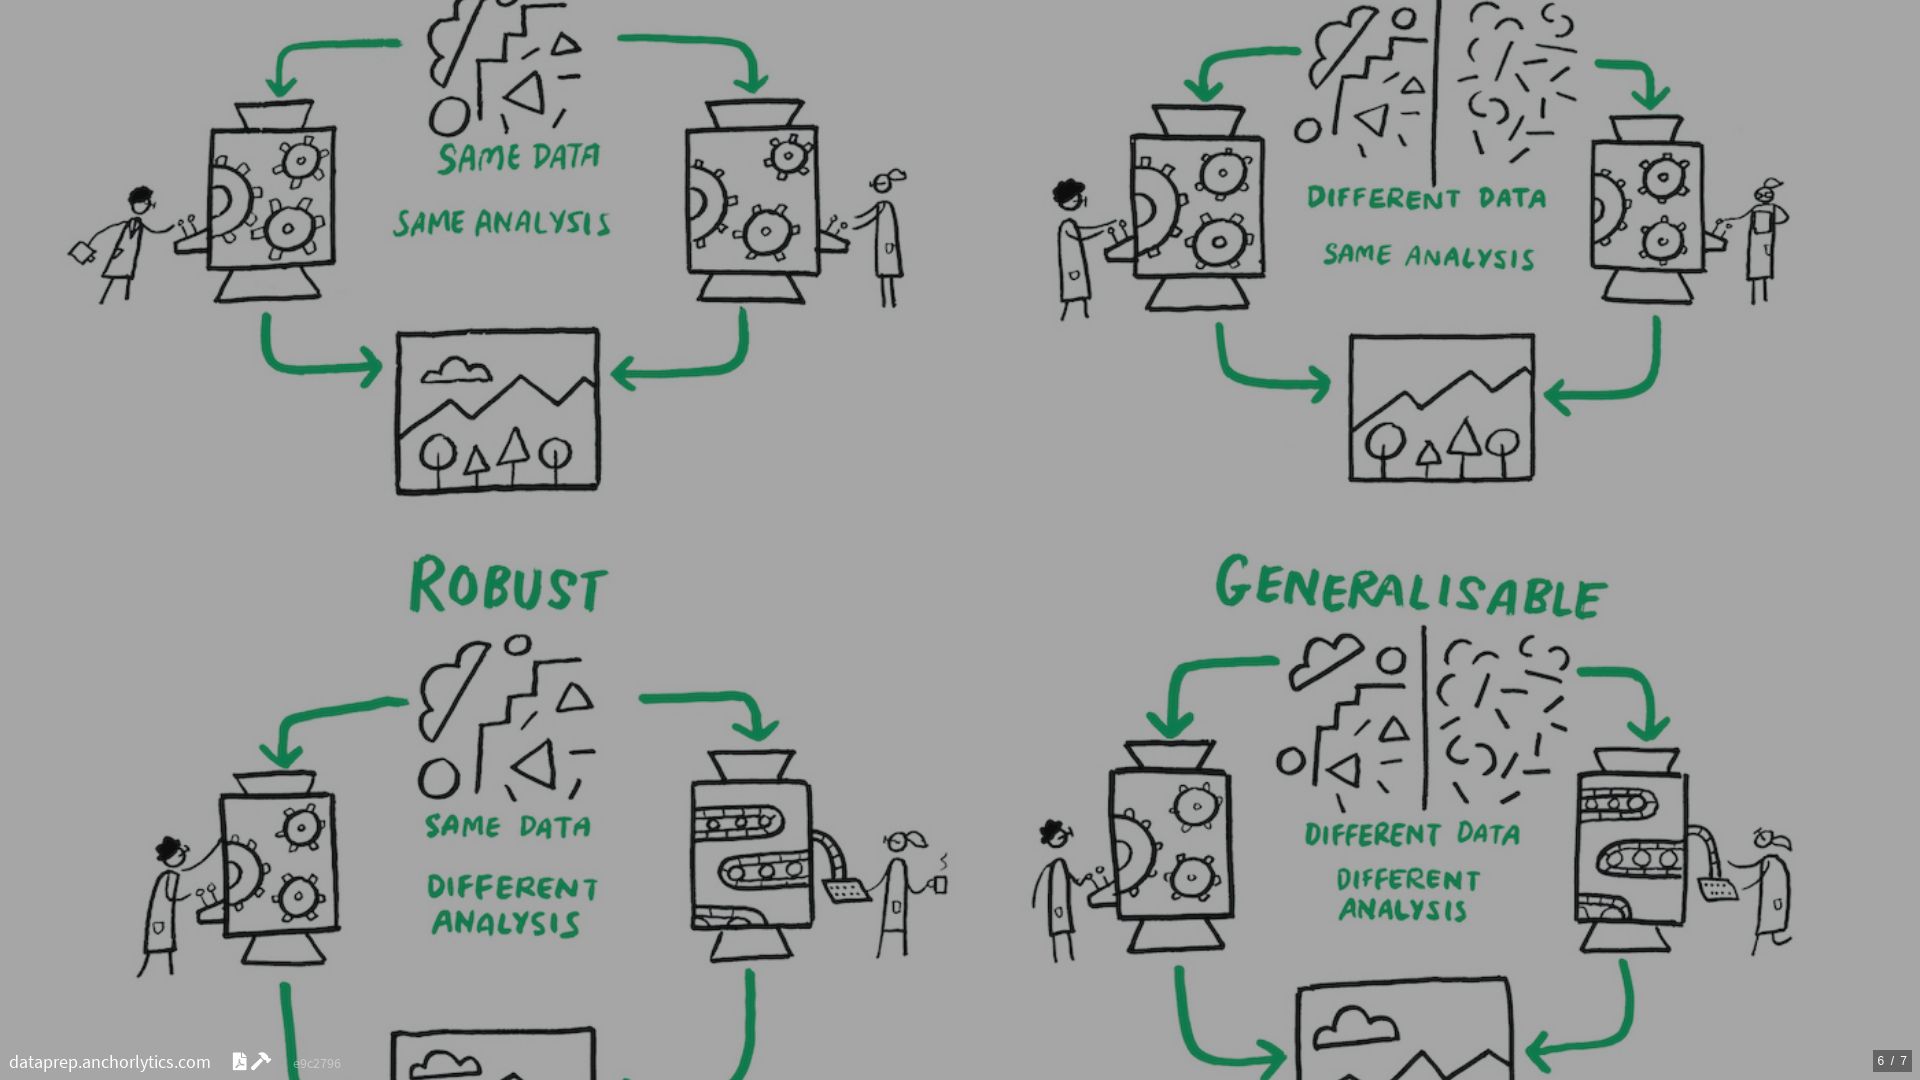 SAME DATA
SAME ANALYSIS
DIFFERENT DATA
SAME ANALYSIS
ROBUST
SAME DATA
DIFFERENT
ANALYSIS
GENERALISABLE
DIFFERENT DATA
DIFFERENT
ANALYSIS
dataprep.anchorlytics.com
e9c2796
6 / 7